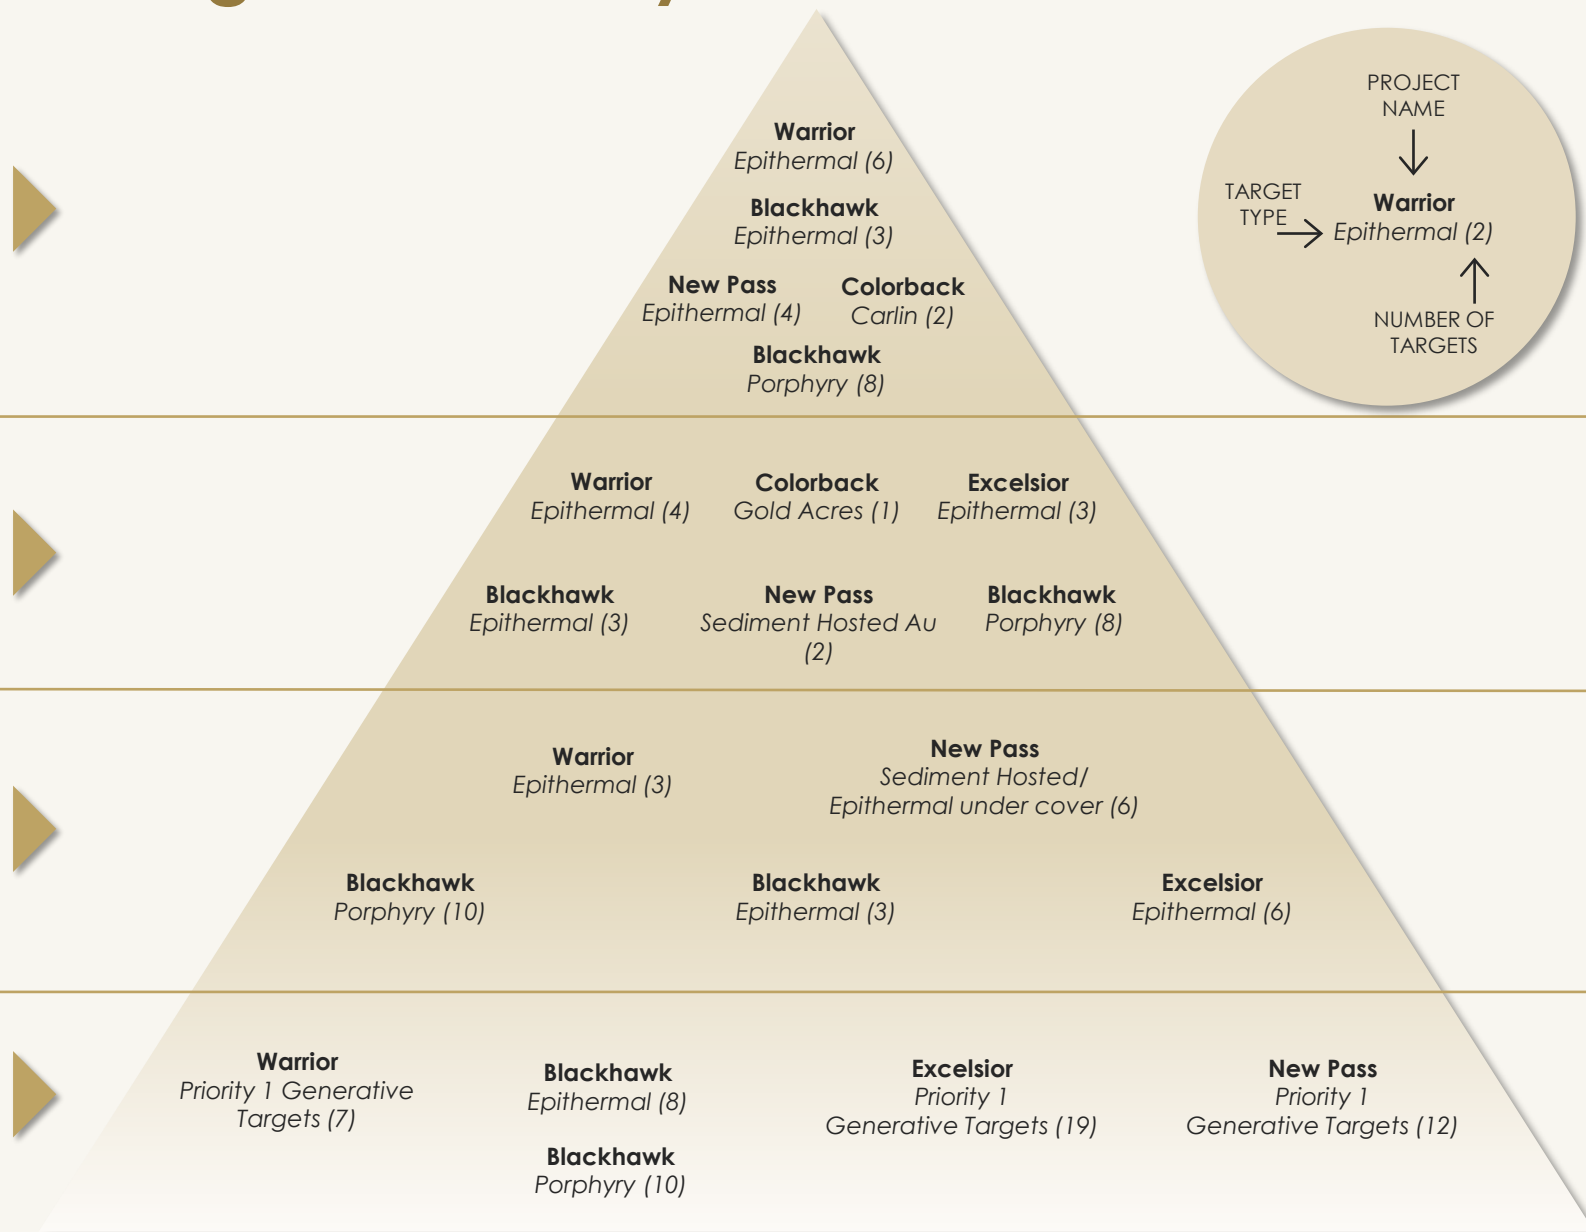 PROJECT
NAME
TARGET
TYPE
Warrior
Epithermal (2)
NUMBER OF
TARGETS
Warrior
Epithermal (6)
Blackhawk
Epithermal (3)
New Pass
Epithermal (4)
Colorback
Carlin (2)
Blackhawk
Porphyry (8)
Warrior
Epithermal (4)
Colorback
Gold Acres (1)
Excelsior
Epithermal (3)
Blackhawk
Epithermal (3)
New Pass
Sediment Hosted Au
(2)
Blackhawk
Porphyry (8)
Warrior
Epithermal (3)
New Pass
Sediment Hosted/
Epithermal under cover (6)
Blackhawk
Porphyry (10)
Blackhawk
Epithermal (3)
Excelsior
Epithermal (6)
Warrior
Priority 1 Generative
Targets (7)
Blackhawk
Epithermal (8)
Blackhawk
Porphyry (10)
Excelsior
Priority 1
Generative Targets (19)
New Pass
Priority 1
Generative Targets (12)